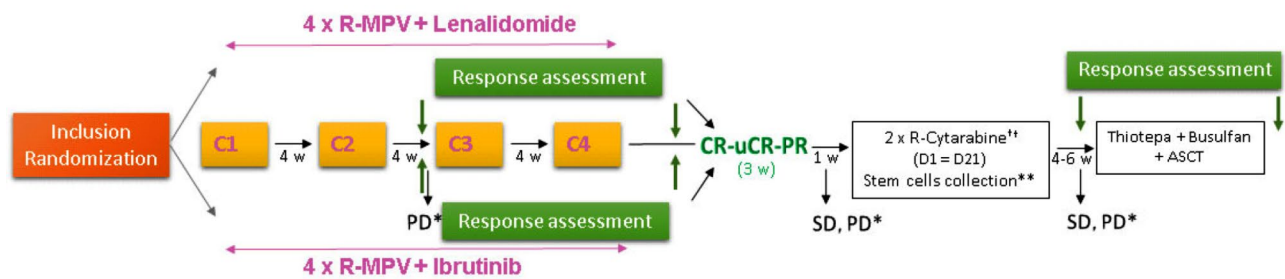 4 x R-MPV + Lenalidomide
Response assessment
Response assessment
Inclusion
Randomization
C1
4 w
C2
4 w
C3
4 w
C4
CR-uCR-PR
(3 w)
1 w
2 x R-Cytarabine††
(D1 = D21)
Stem cells collection**
4-6 w
Thiotepa + Busulfan
+ ASCT
PD*
Response assessment
SD, PD*
SD, PD*
4 x R-MPV + Ibrutinib